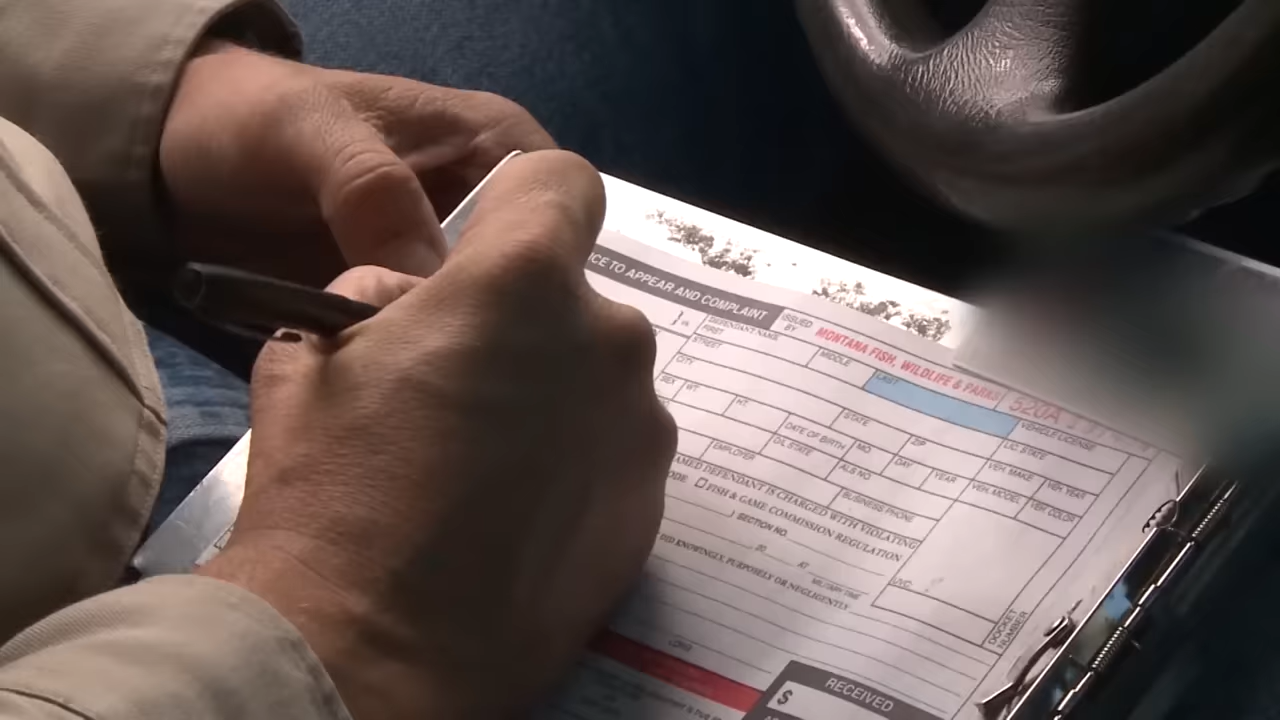 ICE TO APPEAR AND COMPLAINT
ISSUED BY
MONTANA FISH, WILDLIFE & PARKS
520A
DEFENDANT NAME
FIRST
MIDDLE
LAST
VEHICLE LICENSE
STREET
LIC. STATE
CITY
STATE
ZIP
VEH. MAKE
VEH. YEAR
SEX
WT.
HT.
DATE OF BIRTH
MO.
DAY
YEAR
VEH. MODEL
VEH. COLOR
EMPLOYER
D/L STATE
ALS NO.
BUSINESS PHONE
AMED DEFENDANT IS CHARGED WITH VIOLATING
ODE FISH & GAME COMMISSION REGULATION
) SECTION NO.
20
AT
MILITARY TIME
UVC:
DID KNOWINGLY, PURPOSELY OR NEGLIGENTLY
DOCKET NUMBER
LONG
RECEIVED
$